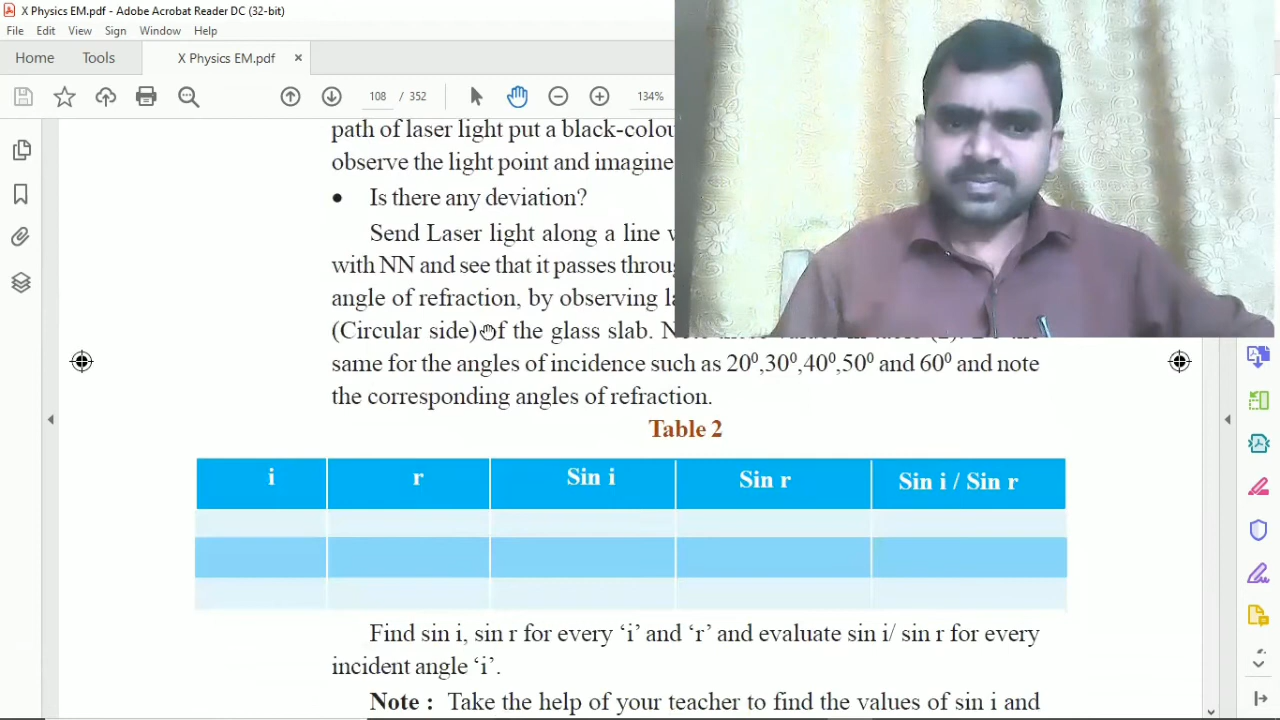 X Physics EM.pdf - Adobe Acrobat Reader DC (32-bit)
File Edit View Sign Window Help
Home Tools X Physics EM.pdf ×
108 / 352 134%
path of laser light put a black-colou
observe the light point and imagine
• Is there any deviation?
Send Laser light along a line
with NN and see that it passes throu
angle of refraction, by observing
(Circular side) of the glass slab.
same for the angles of incidence such as 20⁰,30⁰,40⁰,50⁰ and 60⁰ and note
the corresponding angles of refraction.
Table 2
i r Sin i Sin r Sin i / Sin r
Find sin i, sin r for every ‘i’ and ‘r’ and evaluate sin i/ sin r for every
incident angle ‘i’.
Note : Take the help of your teacher to find the values of sin i and